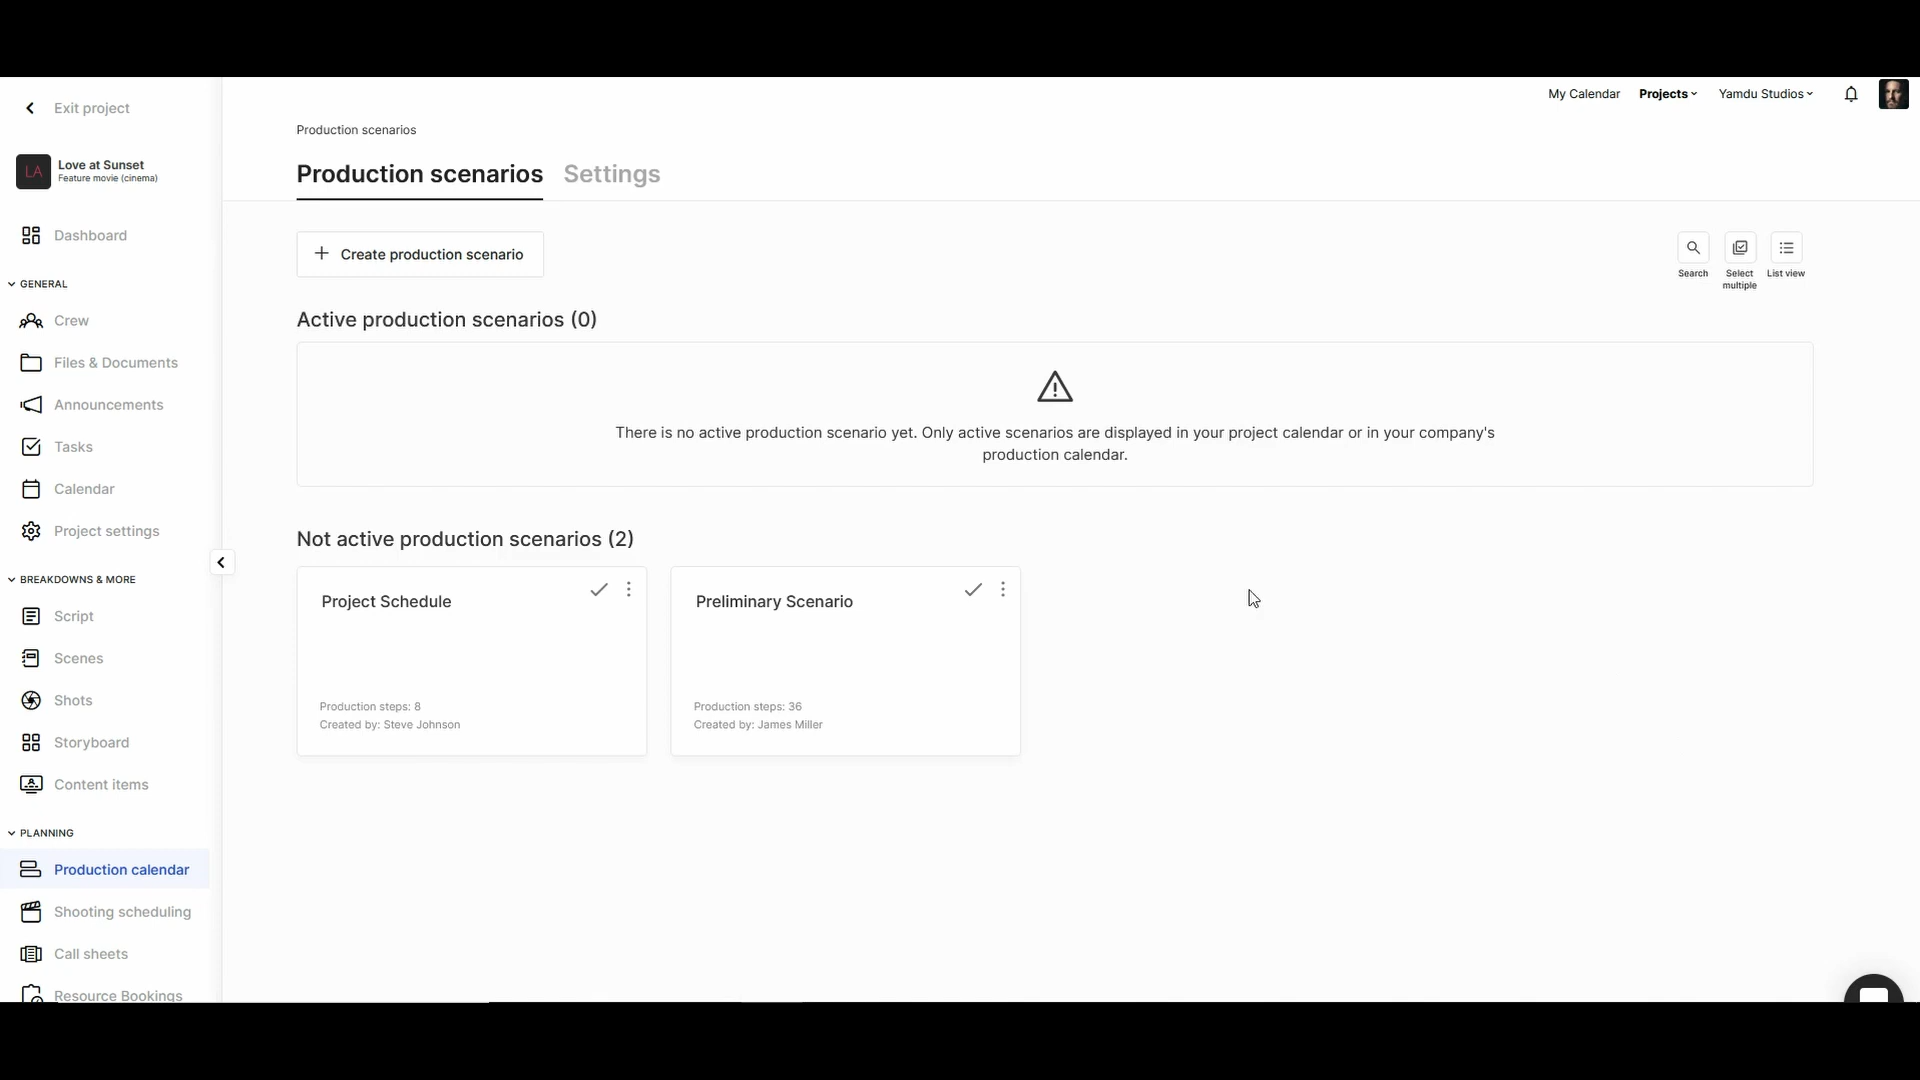 Exit project
My Calendar
Projects
Yamdu Studios
LA
Love at Sunset
Feature movie (cinema)
Production scenarios
Production scenarios
Settings
Dashboard
Create production scenario
Search
Select
multiple
List view
GENERAL
Crew
Files & Documents
Announcements
Tasks
Calendar
Project settings
Active production scenarios (0)
There is no active production scenario yet. Only active scenarios are displayed in your project calendar or in your company's
production calendar.
Not active production scenarios (2)
Project Schedule
Production steps: 8
Created by: Steve Johnson
Preliminary Scenario
Production steps: 36
Created by: James Miller
BREAKDOWNS & MORE
Script
Scenes
Shots
Storyboard
Content items
PLANNING
Production calendar
Shooting scheduling
Call sheets
Resource Bookings